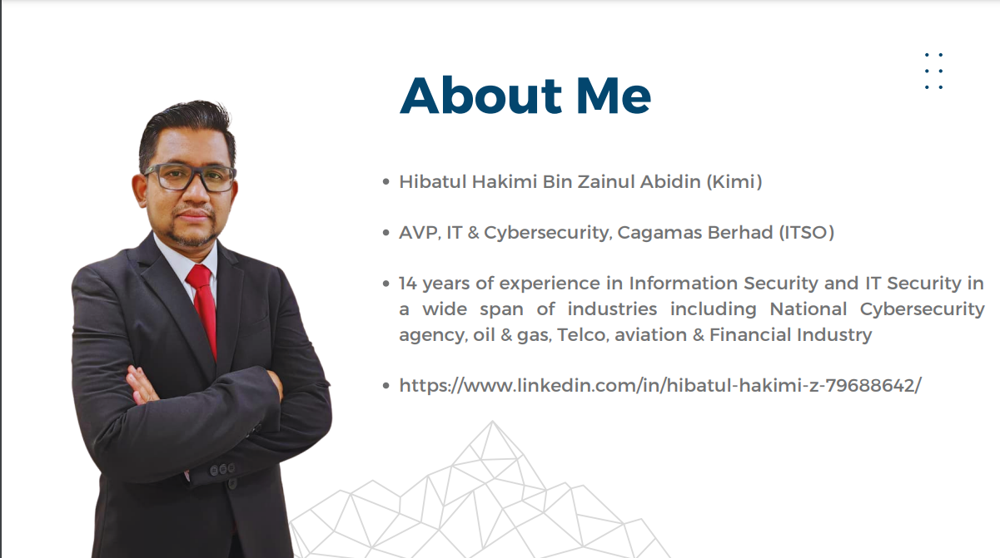 About Me
Hibatul Hakimi Bin Zainul Abidin (Kimi)
AVP, IT & Cybersecurity, Cagamas Berhad (ITSO)
14 years of experience in Information Security and IT Security in
a wide span of industries including National Cybersecurity
agency, oil & gas, Telco, aviation & Financial Industry
https://www.linkedin.com/in/hibatul-hakimi-z-79688642/